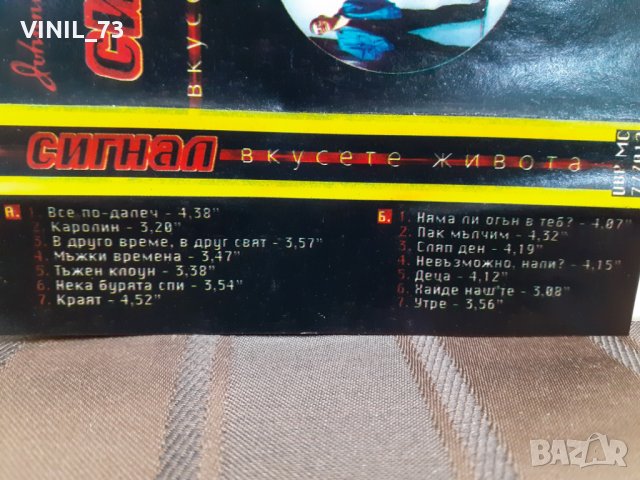 VINIL_73
Johnn
СИ
вкусе
СИГНАЛ вкусете живота
А. 1. Все по-далеч - 4,38"
2. Каролин - 3,20"
3. В друго време, в друг свят - 3,57"
4. Мъжки времена - 3,47"
5. Тъжен клоун - 3,38"
6. Нека бурята спи - 3,54"
7. Краят - 4,52"
Б. 1. Няма ли огън в теб? - 4,07"
2. Пак мълчим - 4,32"
3. Сляп ден - 4,19"
4. Невъзможно, нали? - 4,15"
5. Деца - 4,12"
6. Хайде наш'те - 3,08"
7. Утре - 3,56"
BAZAR